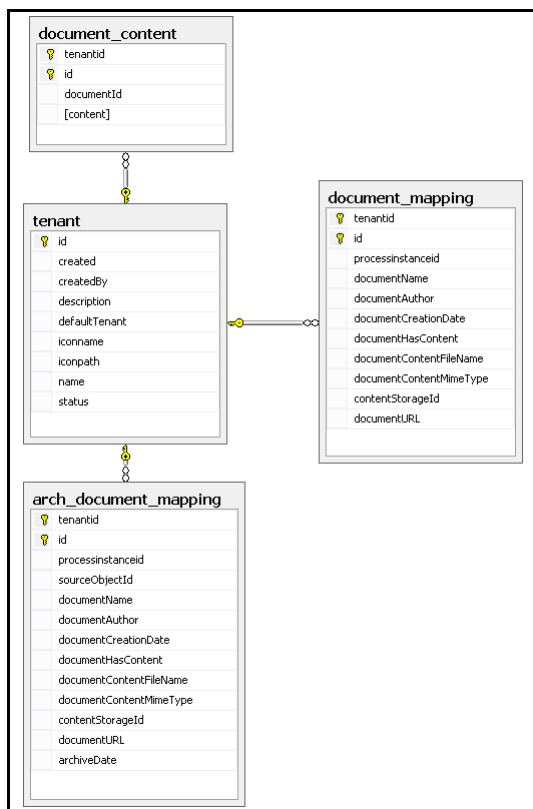 document_content
tenantid
id
documentId
[content]
tenant
id
created
createdBy
description
defaultTenant
iconname
iconpath
name
status
document_mapping
tenantid
id
processinstanceid
documentName
documentAuthor
documentCreationDate
documentHasContent
documentContentFileName
documentContentMimeType
contentStorageId
documentURL
arch_document_mapping
tenantid
id
processinstanceid
sourceObjectId
documentName
documentAuthor
documentCreationDate
documentHasContent
documentContentFileName
documentContentMimeType
contentStorageId
documentURL
archiveDate